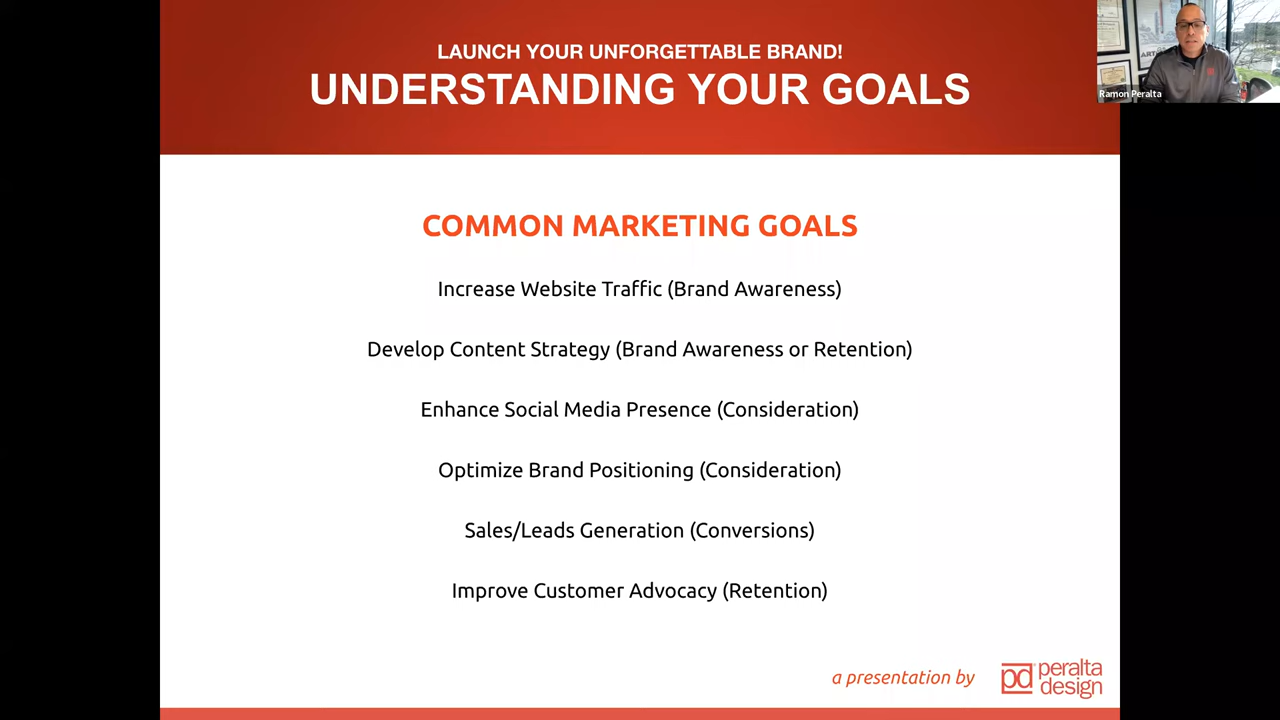 LAUNCH YOUR UNFORGETTABLE BRAND!
UNDERSTANDING YOUR GOALS
Ramon Peralta
COMMON MARKETING GOALS
Increase Website Traffic (Brand Awareness)
Develop Content Strategy (Brand Awareness or Retention)
Enhance Social Media Presence (Consideration)
Optimize Brand Positioning (Consideration)
Sales/Leads Generation (Conversions)
Improve Customer Advocacy (Retention)
a presentation by
pd peralta
design